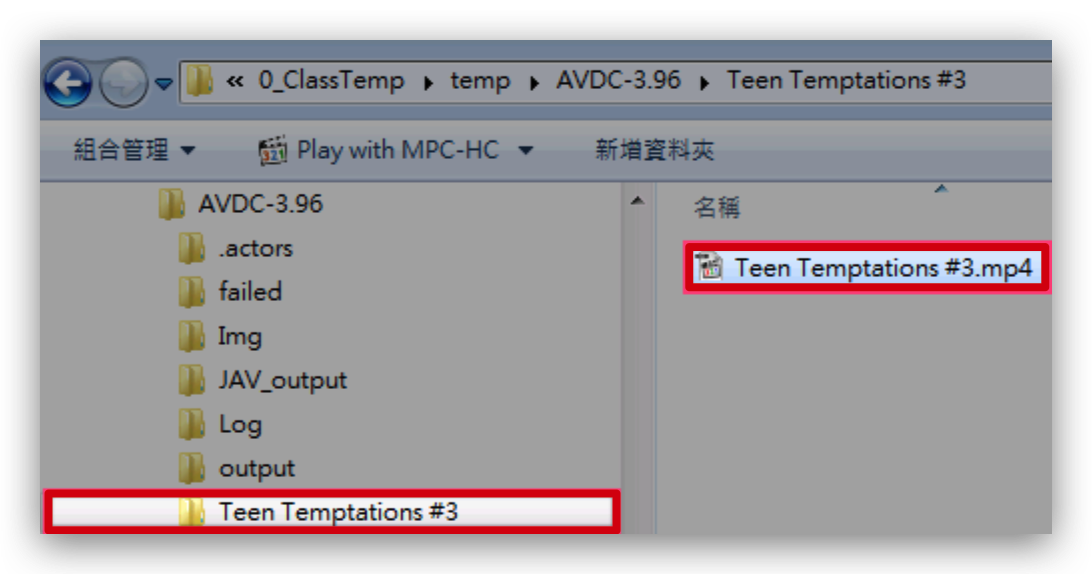 « 0_ClassTemp ▸ temp ▸ AVDC-3.96 ▸ Teen Temptations #3
組合管理 ▼ Play with MPC-HC ▼ 新增資料夾
AVDC-3.96
.actors
failed
Img
JAV_output
Log
output
Teen Temptations #3
名稱
Teen Temptations #3.mp4